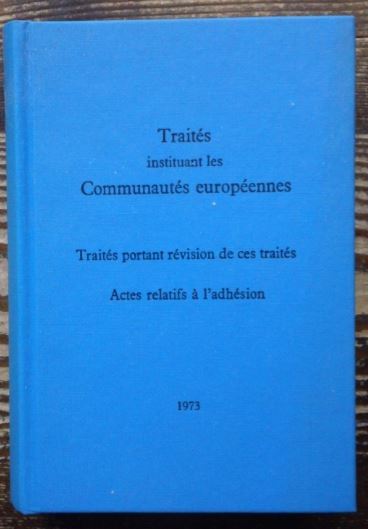 Traités
instituant les
Communautés européennes
Traités portant révision de ces traités
Actes relatifs à l'adhésion
1973